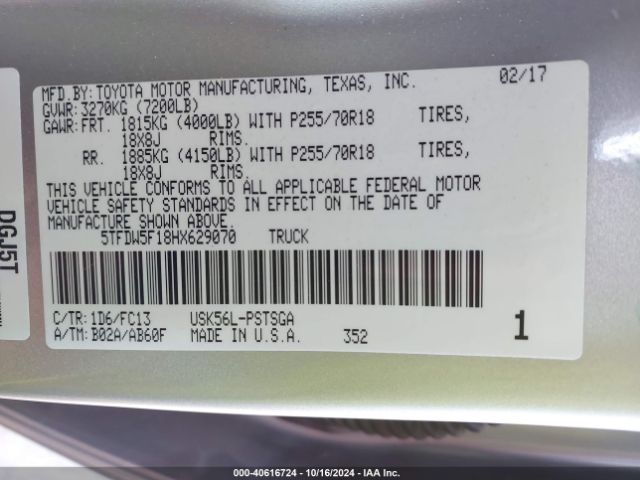 MFD.BY:TOYOTA MOTOR MANUFACTURING, TEXAS, INC. 02/17
GVWR:3270KG (7200LB)
GAWR:FRT. 1815KG (4000LB) WITH P255/70R18 TIRES,
18X8J RIMS.
RR. 1885KG (4150LB) WITH P255/70R18 TIRES,
18X8J RIMS.
THIS VEHICLE CONFORMS TO ALL APPLICABLE FEDERAL MOTOR
VEHICLE SAFETY STANDARDS IN EFFECT ON THE DATE OF
MANUFACTURE SHOWN ABOVE.
5TFDW5F18HX629070 TRUCK
C/TR:1D6/FC13 USK56L-PSTSGA
A/TM:B02A/AB60F MADE IN U.S.A. 352 1
DGJ5T
000-40616724 | 10/16/2024 | IAA Inc.